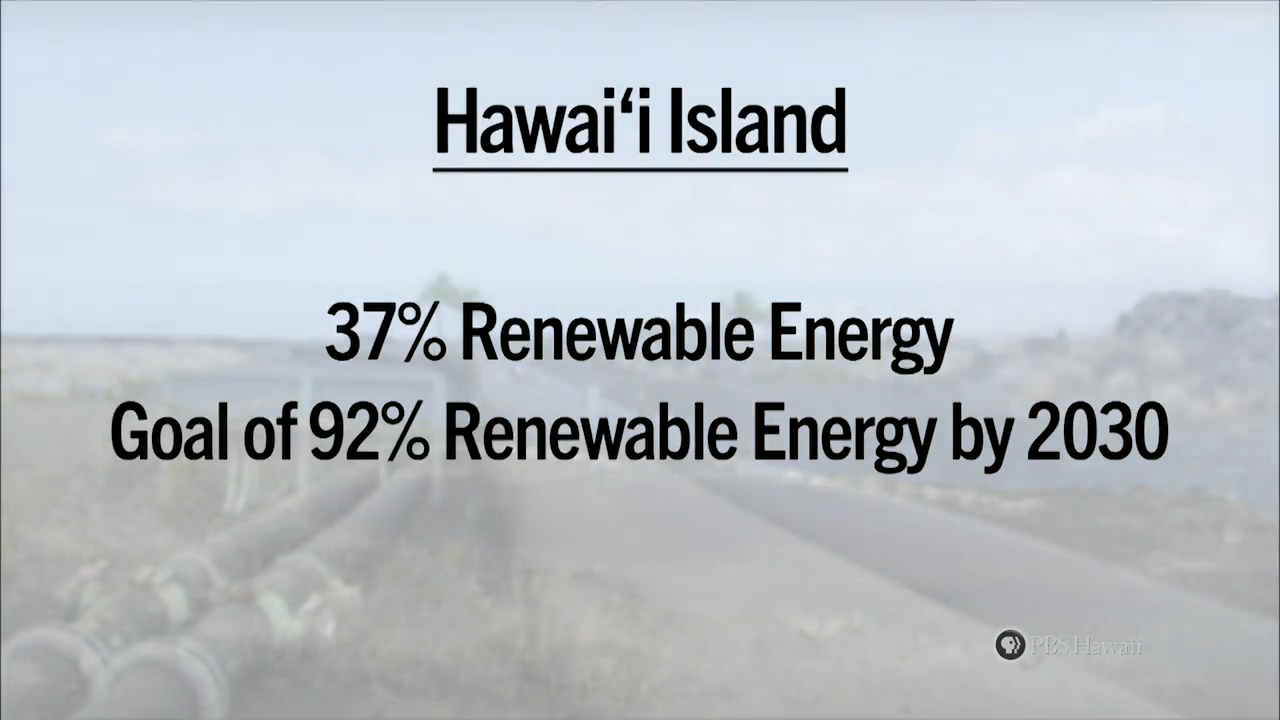 Hawai‘i Island
37% Renewable Energy
Goal of 92% Renewable Energy by 2030
PBS Hawaii